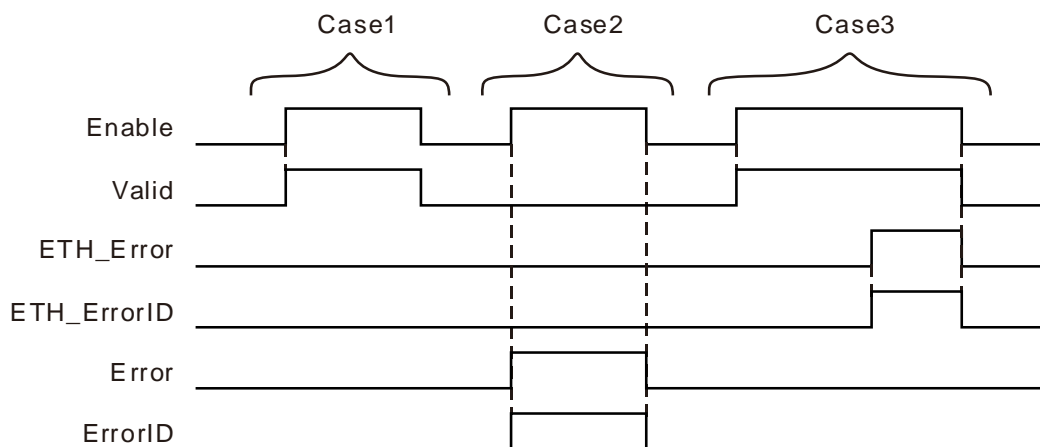 Case1 Case2 Case3
Enable
Valid
ETH_Error
ETH_ErrorID
Error
ErrorID